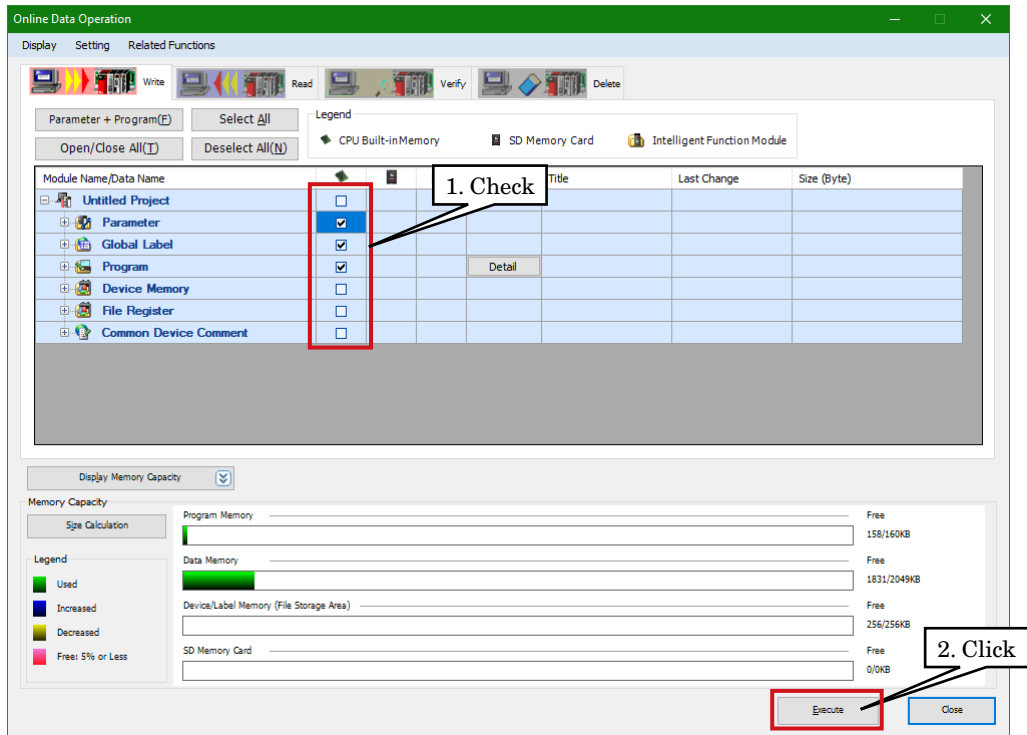 Online Data Operation
Display Setting Related Functions
Write Read Verify Delete
Parameter + Program(F) Select All
Legend
CPU Built-in Memory SD Memory Card Intelligent Function Module
Open/Close All(T) Deselect All(N)
Module Name/Data Name Title Last Change Size (Byte)
1. Check
Untitled Project
Parameter
Global Label
Program Detail
Device Memory
File Register
Common Device Comment
Display Memory Capacity
Memory Capacity
Size Calculation
Legend
Used
Increased
Decreased
Free: 5% or Less
Program Memory Free
158/160KB
Data Memory Free
1831/2049KB
Device/Label Memory (File Storage Area) Free
256/256KB
SD Memory Card Free
0/0KB
2. Click
Execute Close